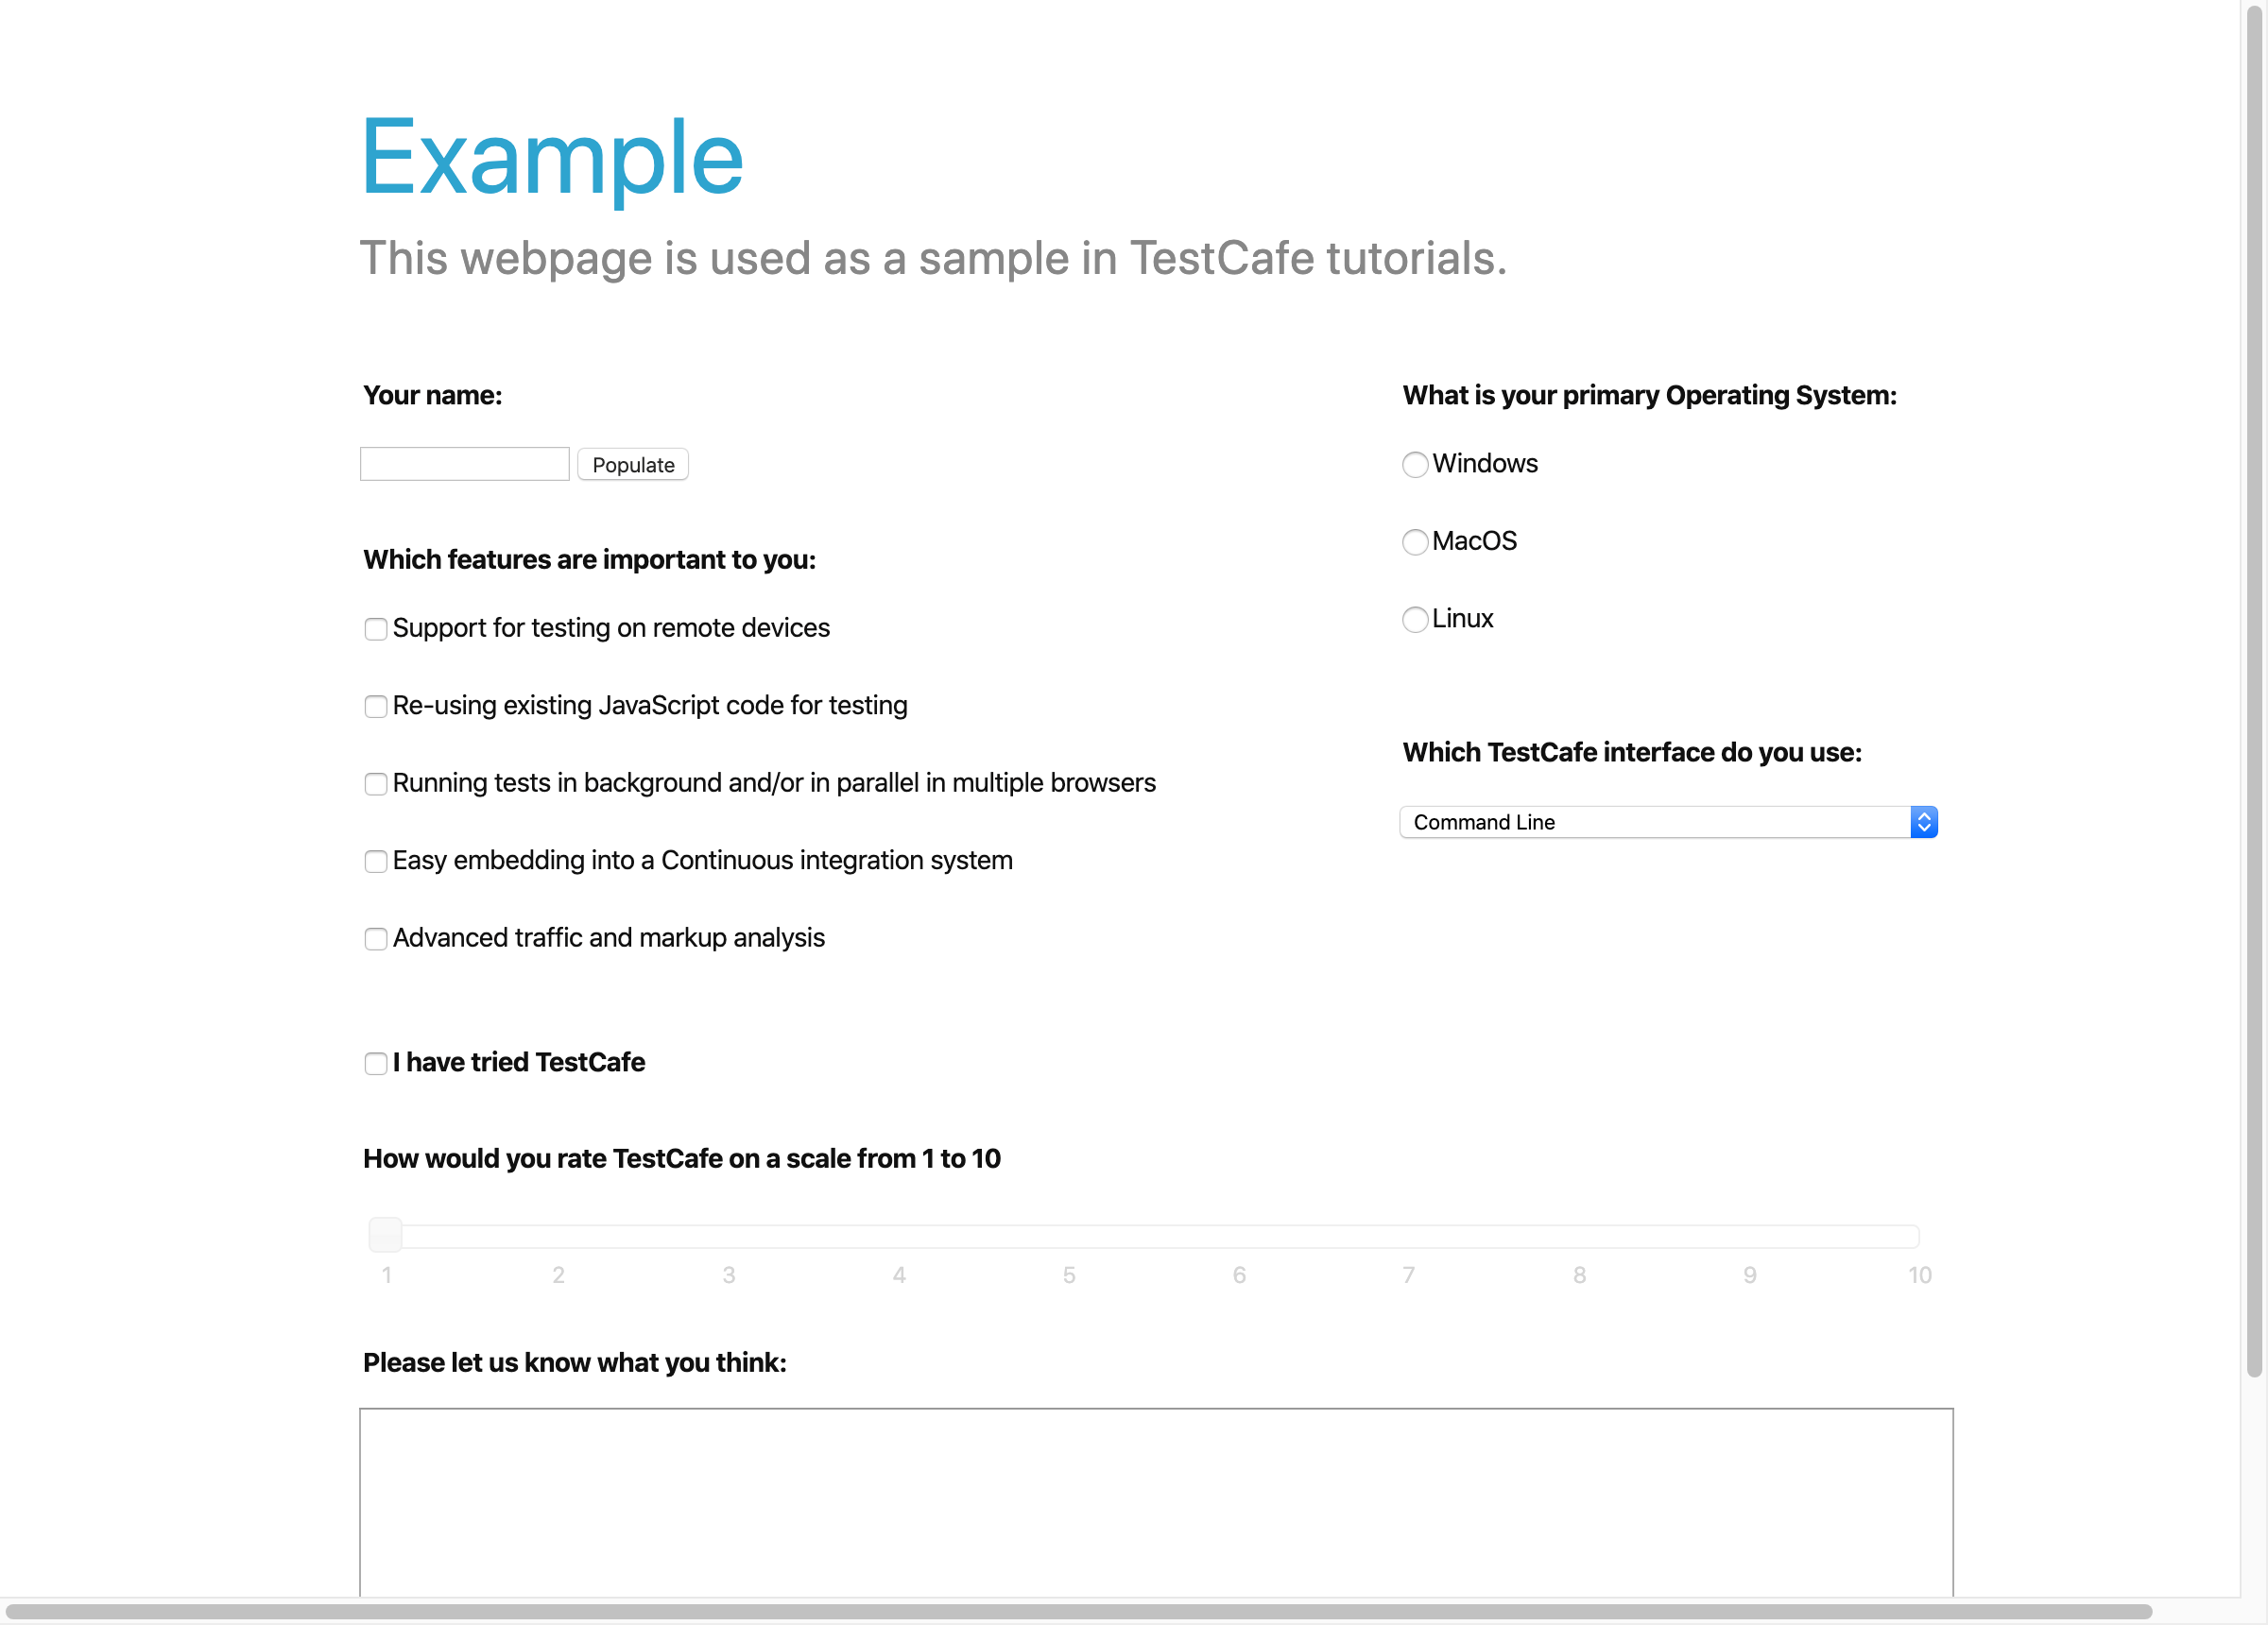 Example
This webpage is used as a sample in TestCafe tutorials.
Your name:
Populate
Which features are important to you:
Support for testing on remote devices
Re-using existing JavaScript code for testing
Running tests in background and/or in parallel in multiple browsers
Easy embedding into a Continuous integration system
Advanced traffic and markup analysis
What is your primary Operating System:
Windows
MacOS
Linux
Which TestCafe interface do you use:
Command Line
I have tried TestCafe
How would you rate TestCafe on a scale from 1 to 10
1 2 3 4 5 6 7 8 9 10
Please let us know what you think: